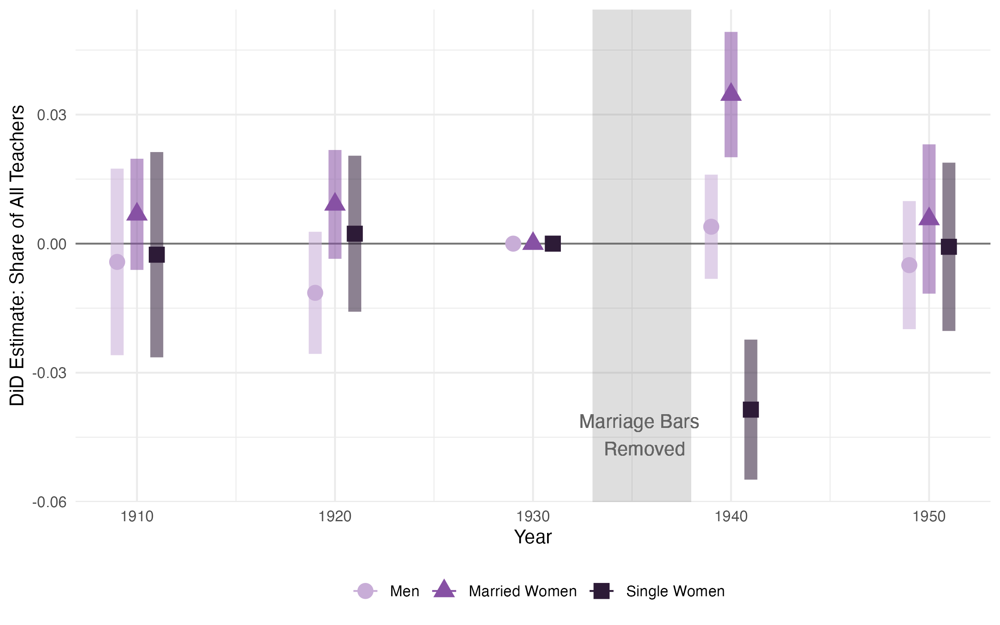 DiD Estimate: Share of All Teachers
0.03
0.00
-0.03
-0.06
Marriage Bars
Removed
1910 1920 1930 1940 1950
Year
Men Married Women Single Women